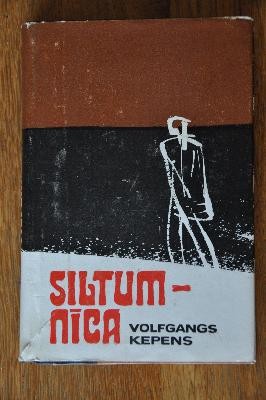 SILTUM-
NĪCA
VOLFGANGS
KEPENS